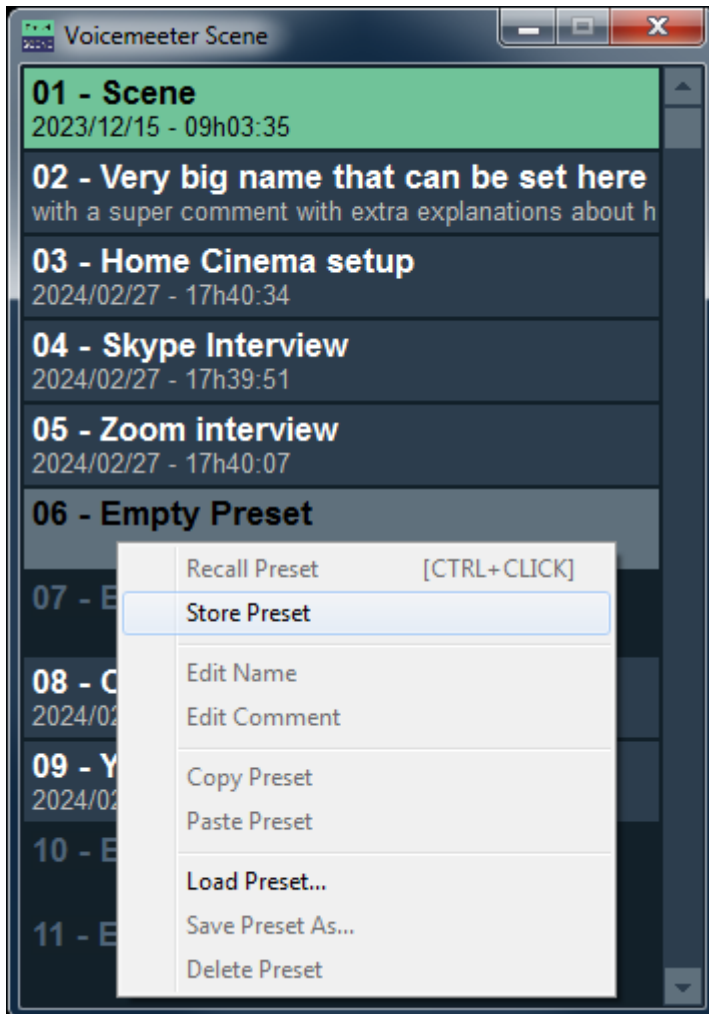 Voicemeeter Scene
01 - Scene
2023/12/15 - 09h03:35
02 - Very big name that can be set here
with a super comment with extra explanations about h
03 - Home Cinema setup
2024/02/27 - 17h40:34
04 - Skype Interview
2024/02/27 - 17h39:51
05 - Zoom interview
2024/02/27 - 17h40:07
06 - Empty Preset
07 - E
08 - C
2024/02
09 - Y
2024/02
10 - E
11 - E
Recall Preset [CTRL+CLICK]
Store Preset
Edit Name
Edit Comment
Copy Preset
Paste Preset
Load Preset...
Save Preset As...
Delete Preset